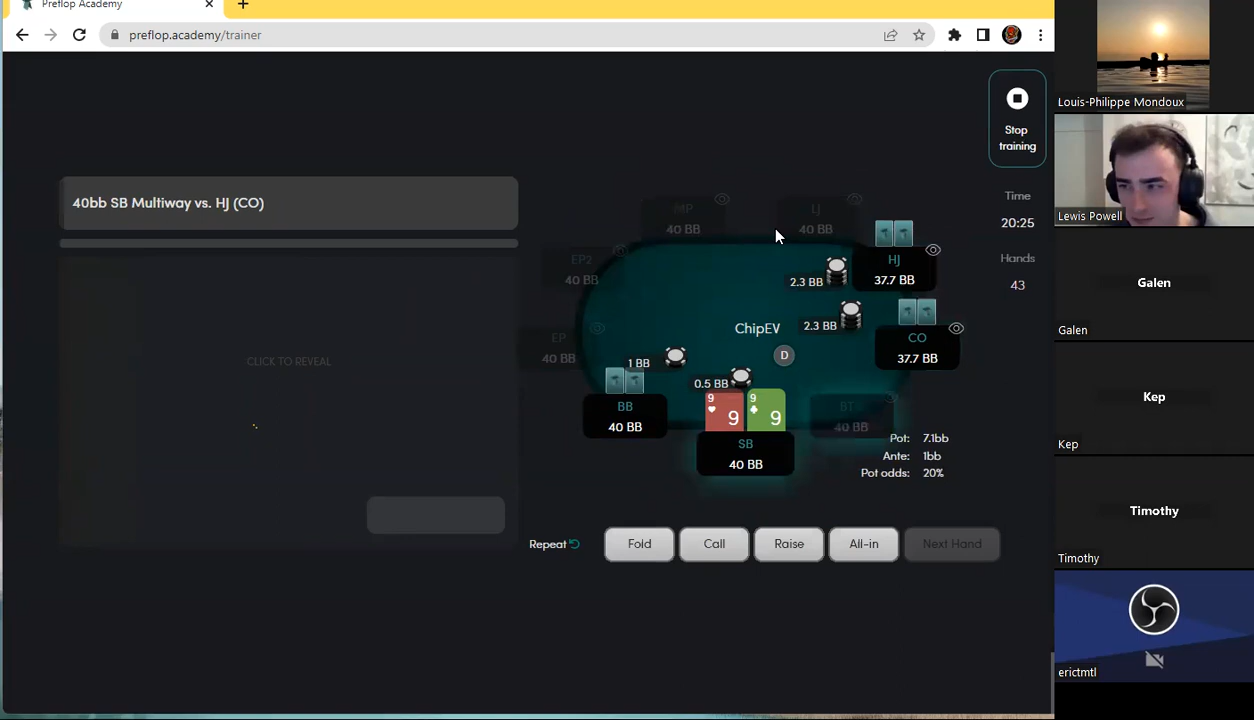 Preflop Academy
preflop.academy/trainer
Stop
training
Time
20:25
Hands
43
40bb SB Multiway vs. HJ (CO)
CLICK TO REVEAL
MP
40 BB
LJ
40 BB
EP2
40 BB
HJ
37.7 BB
2.3 BB
EP
40 BB
ChipEV
2.3 BB
CO
37.7 BB
D
1 BB
0.5 BB
BB
40 BB
9
9
9
9
SB
40 BB
BT
40 BB
Pot: 7.1bb
Ante: 1bb
Pot odds: 20%
Repeat
Fold
Call
Raise
All-in
Next Hand
Louis-Philippe Mondoux
Lewis Powell
Galen
Galen
Kep
Kep
Timothy
Timothy
erictmtl